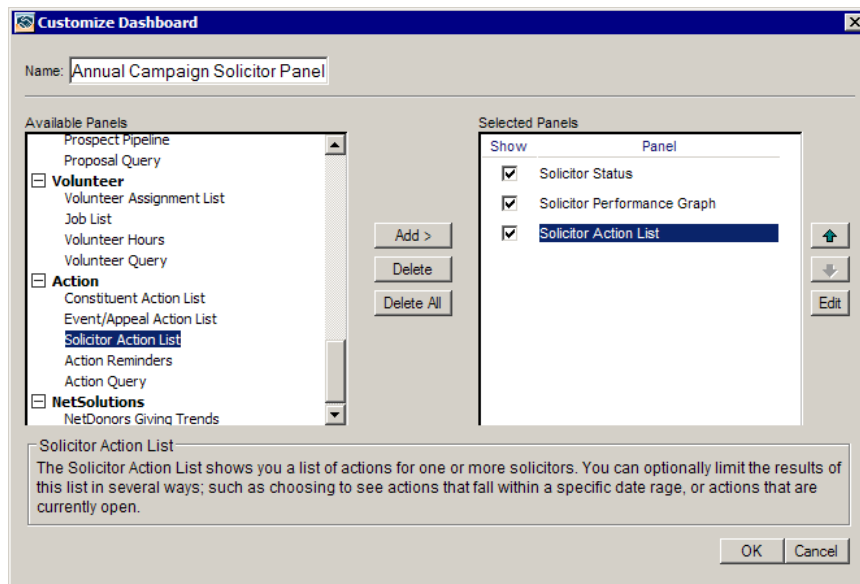 Customize Dashboard
Name: Annual Campaign Solicitor Panel
Available Panels
Prospect Pipeline
Proposal Query
Volunteer
Volunteer Assignment List
Job List
Volunteer Hours
Volunteer Query
Action
Constituent Action List
Event/Appeal Action List
Solicitor Action List
Action Reminders
Action Query
NetSolutions
NetDonors Giving Trends
Add >
Delete
Delete All
Selected Panels
Show Panel
Solicitor Status
Solicitor Performance Graph
Solicitor Action List
Edit
Solicitor Action List
The Solicitor Action List shows you a list of actions for one or more solicitors. You can optionally limit the results of
this list in several ways; such as choosing to see actions that fall within a specific date rage, or actions that are
currently open.
OK Cancel